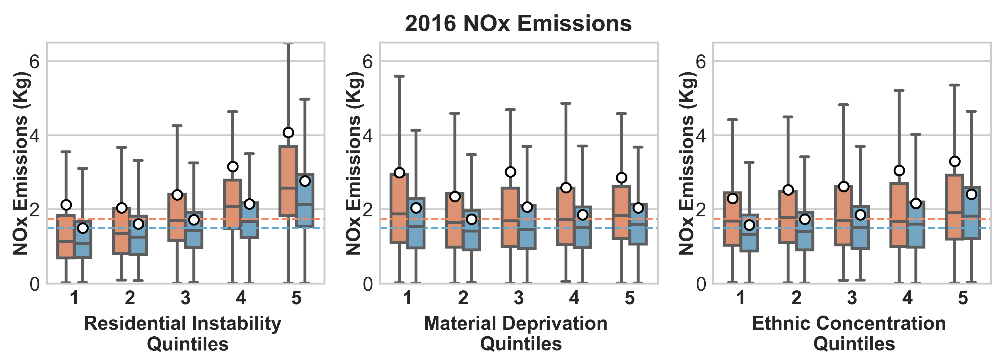 2016 NOx Emissions
NOx Emissions (Kg)
6
4
2
0
1 2 3 4 5
Residential Instability
Quintiles
NOx Emissions (Kg)
6
4
2
0
1 2 3 4 5
Material Deprivation
Quintiles
NOx Emissions (Kg)
6
4
2
0
1 2 3 4 5
Ethnic Concentration
Quintiles